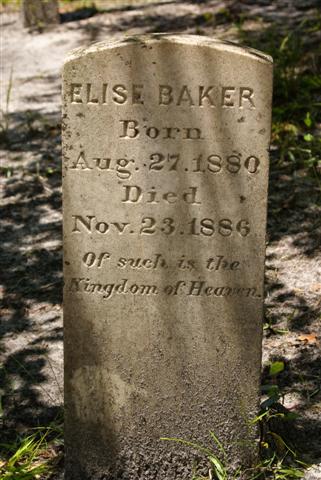 ELISE BAKER
Born
Aug. 27. 1880
Died
Nov. 23. 1886
Of such is the
Kingdom of Heaven.